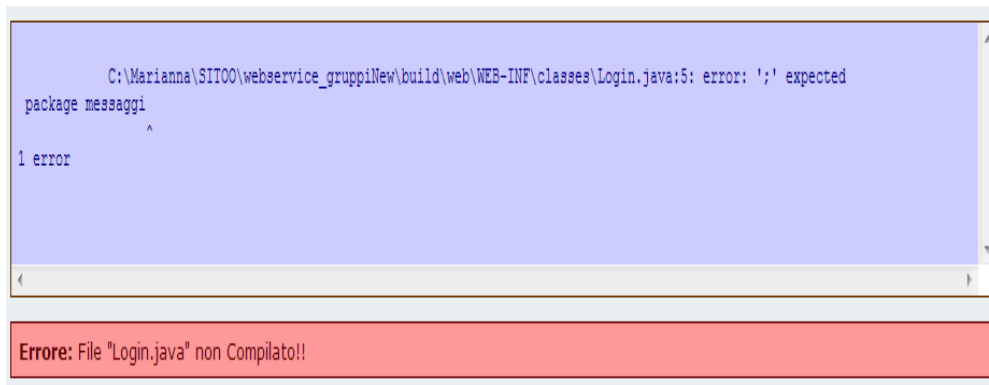 C:\Marianna\SITOO\webservice_gruppiNew\build\web\WEB-INF\classes\Login.java:5: error: ';' expected
package messaggi
^
1 error
Errore: File "Login.java" non Compilato!!